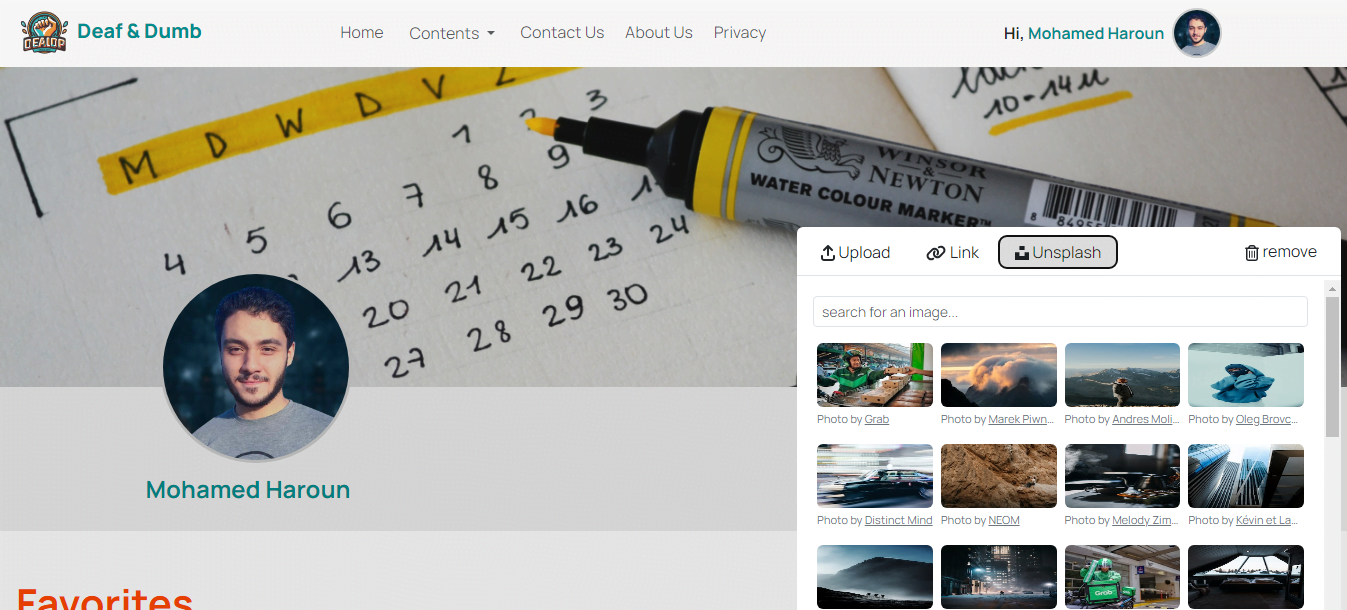 DEAIDP
Deaf & Dumb
Home
Contents
Contact Us
About Us
Privacy
Hi, Mohamed Haroun
M D W D V
1 2 3
10-14
4 5 6 7 8 9
13 14 15 16
20 21 22 23 24
27 28 29 30
WINSOR
&
NEWTON
WATER COLOUR MARKER™
8 84955
Upload
Link
Unsplash
remove
search for an image...
Photo by Grab
Photo by Marek Piwn...
Photo by Andres Moli...
Photo by Oleg Brovc...
Photo by Distinct Mind
Photo by NEOM
Photo by Melody Zim...
Photo by Kévin et La...
Grab
Mohamed Haroun
Favorites